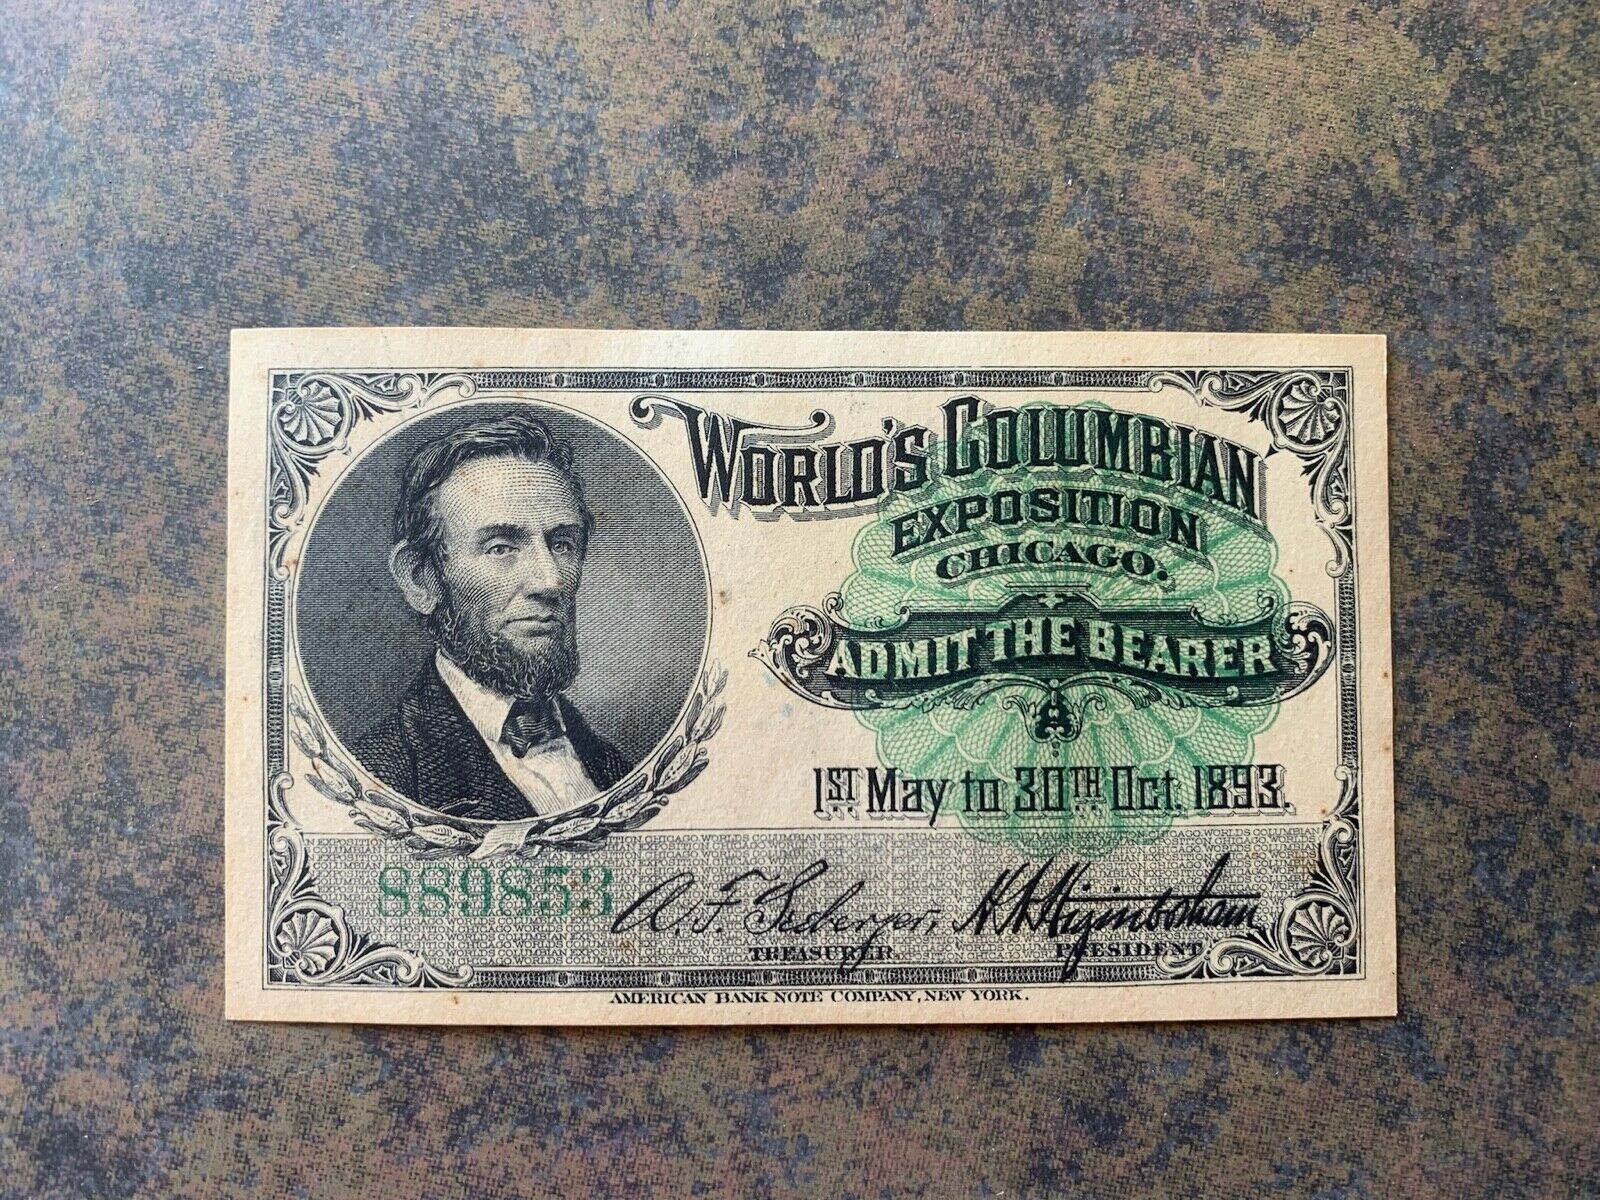 WORLD'S COLUMBIAN
EXPOSITION
CHICAGO.
ADMIT THE BEARER
1ST May to 30TH Oct. 1893.
889853
A. F. Seeberger,
TREASURER.
H. N. Higinbotham
PRESIDENT
AMERICAN BANK NOTE COMPANY, NEW YORK.